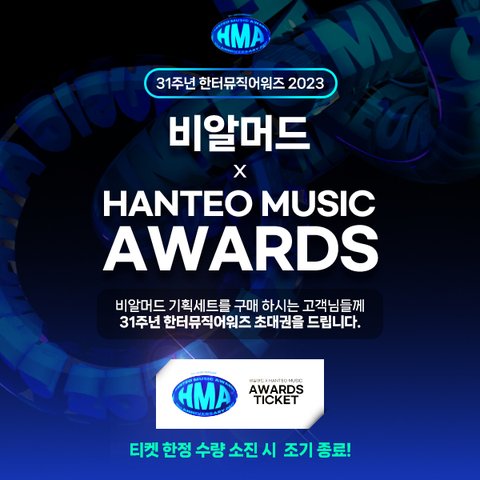 HMA
31주년 한터뮤직어워즈 2023
비알머드
X
HANTEO MUSIC
AWARDS
비알머드 기획세트를 구매 하시는 고객님들께
31주년 한터뮤직어워즈 초대권을 드립니다.
HMA
AWARDS
TICKET
티켓 한정 수량 소진 시 조기 종료!